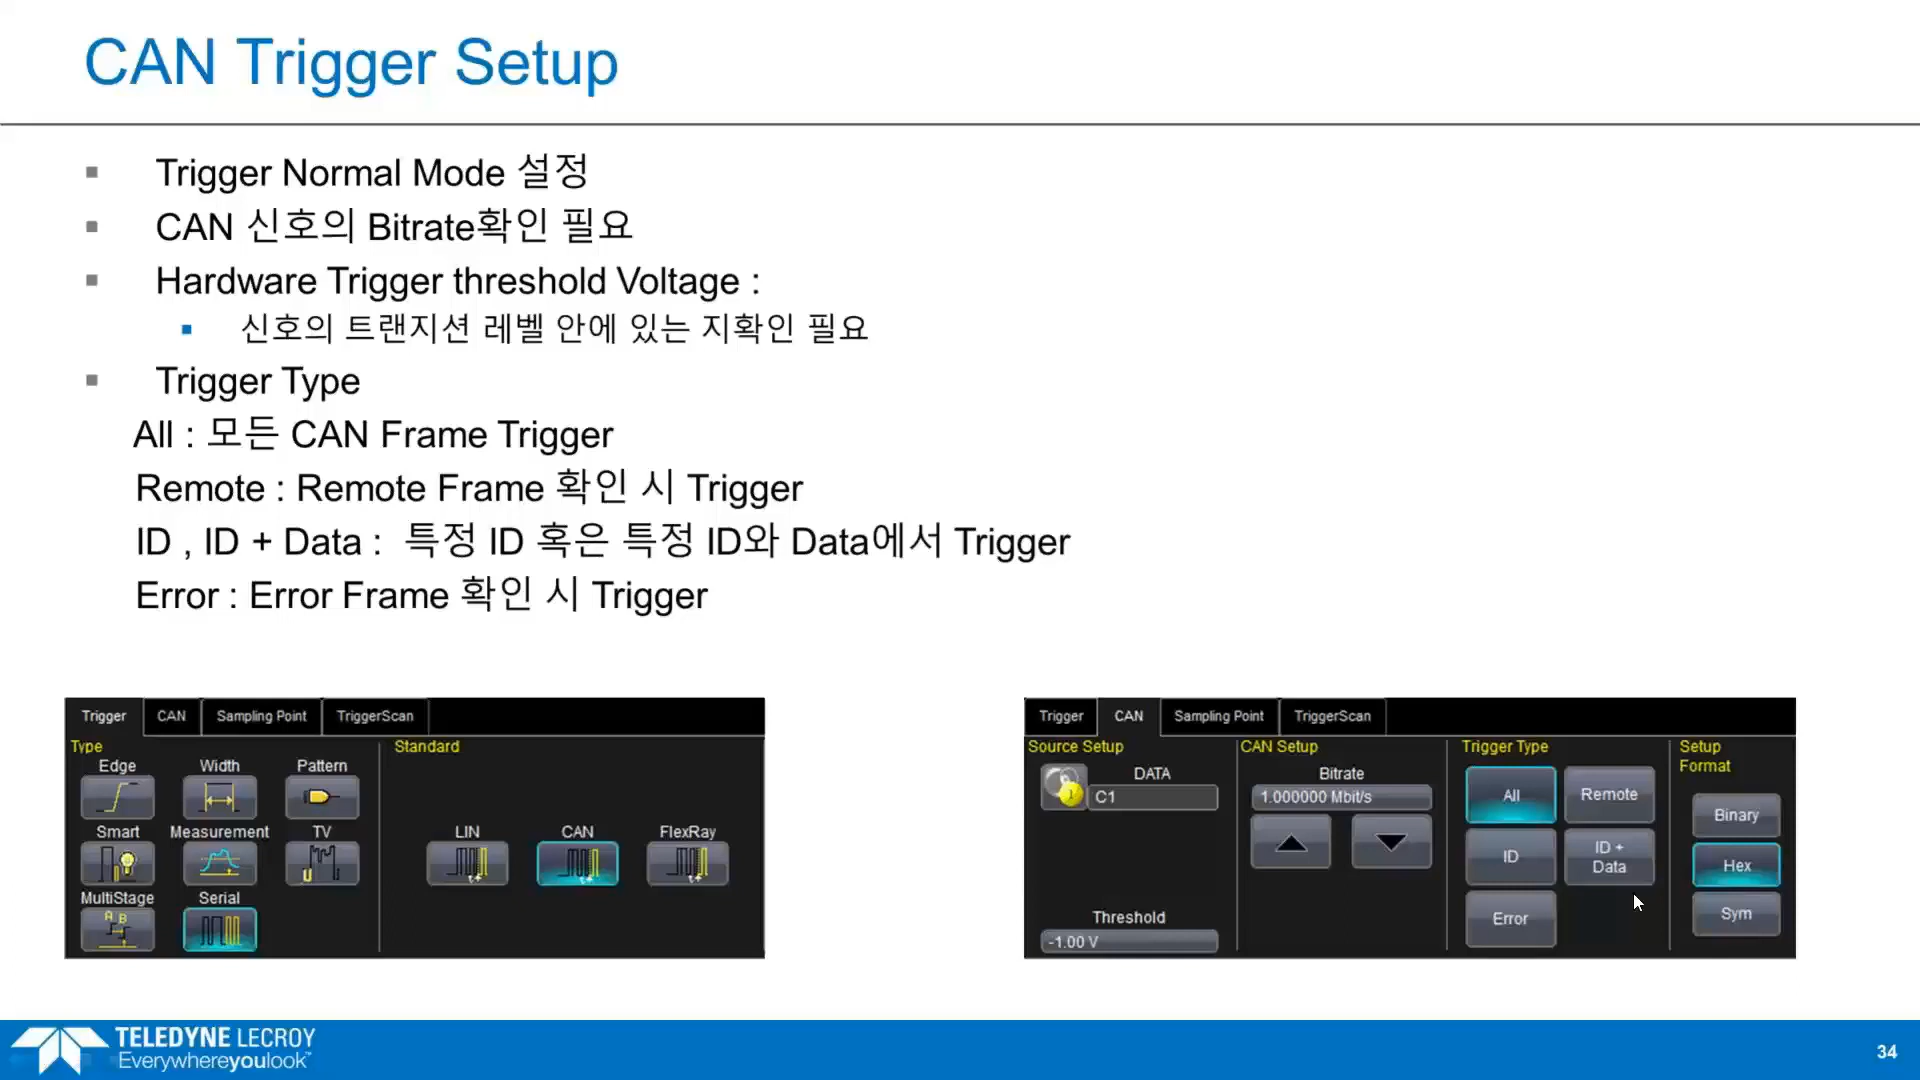 CAN Trigger Setup
Trigger Normal Mode 설정
CAN 신호의 Bitrate확인 필요
Hardware Trigger threshold Voltage :
신호의 트랜지션 레벨 안에 있는 지확인 필요
Trigger Type
All : 모든 CAN Frame Trigger
Remote : Remote Frame 확인 시 Trigger
ID , ID + Data : 특정 ID 혹은 특정 ID와 Data에서 Trigger
Error : Error Frame 확인 시 Trigger
Trigger CAN Sampling Point TriggerScan
Type Standard
Edge Width Pattern
Smart Measurement TV
LIN CAN FlexRay
MultiStage Serial
Trigger CAN Sampling Point TriggerScan
Source Setup CAN Setup Trigger Type Setup
Format
DATA Bitrate
C1 1.000000 Mbit/s All Remote
Binary
ID ID +
Data
Hex
Threshold Error Sym
-1.00 V
TELEDYNE LECROY
Everywhereyoulook™
34